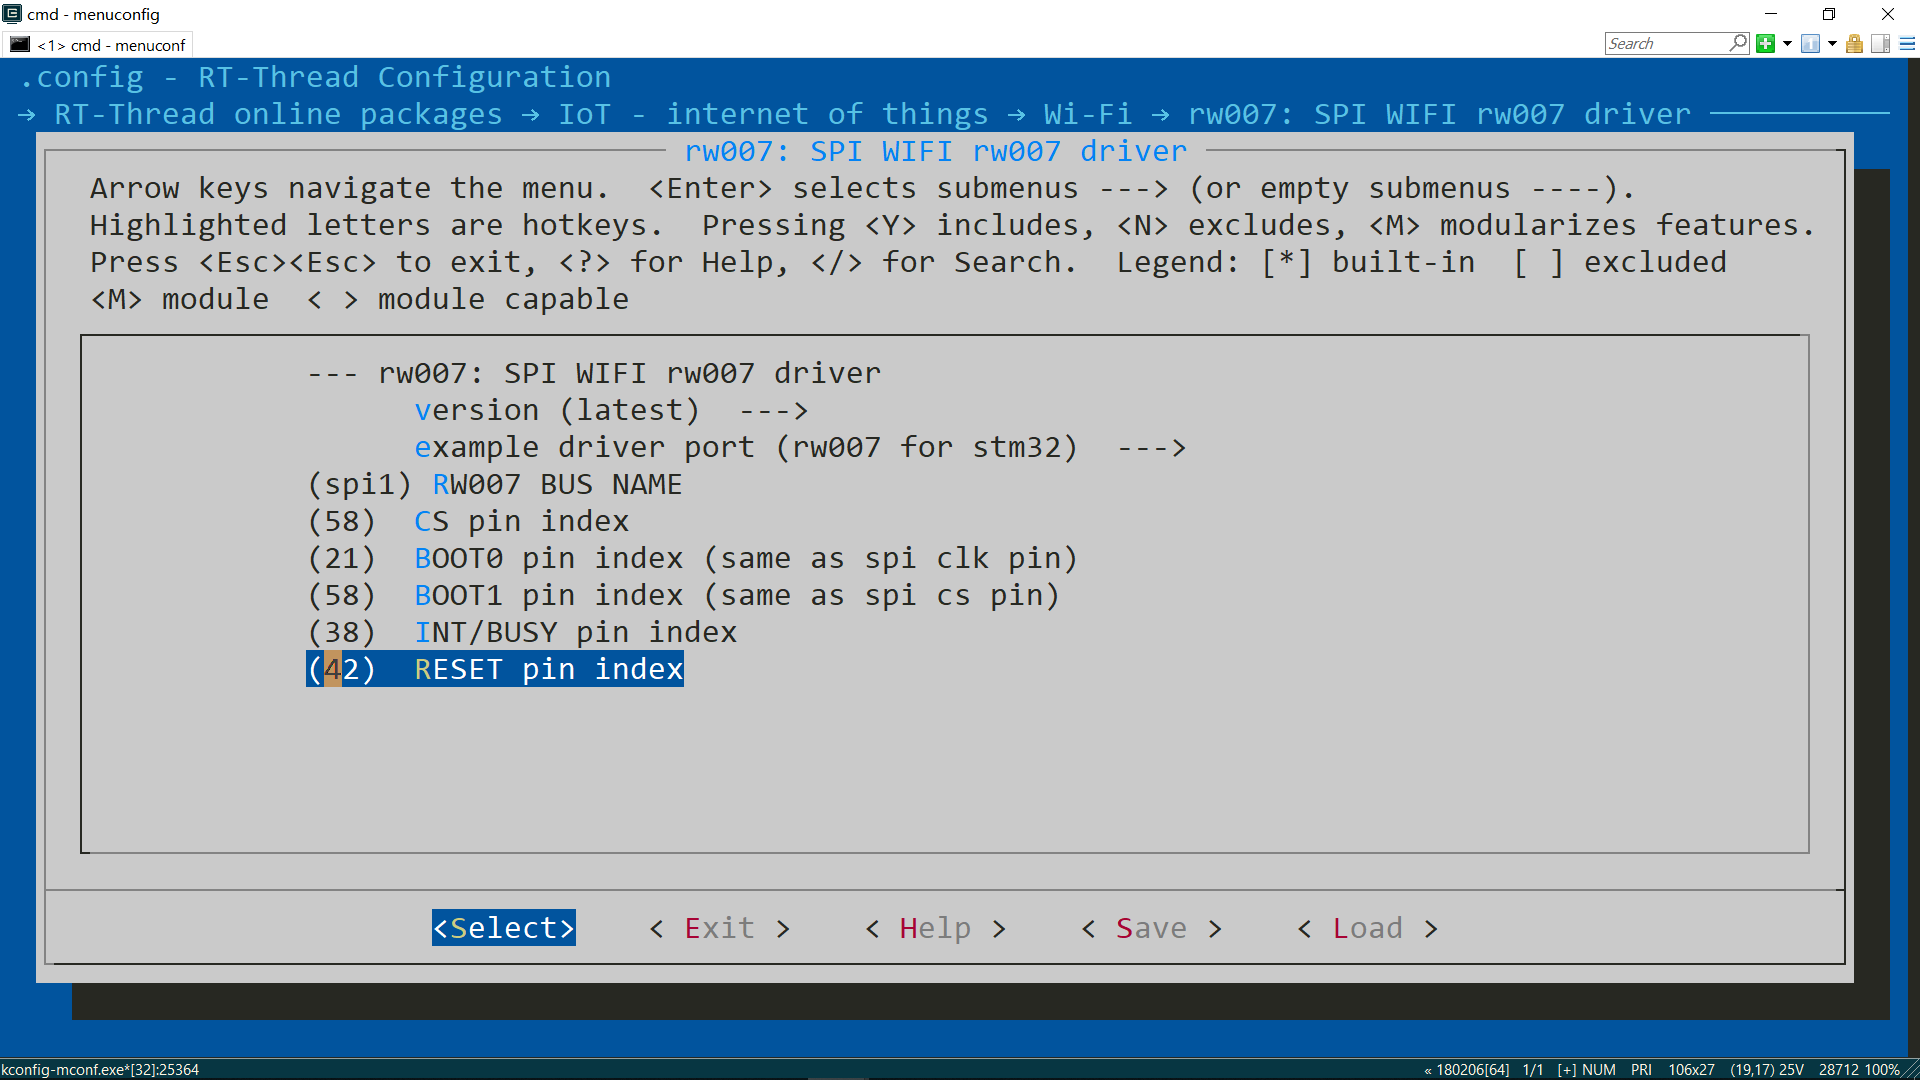 cmd - menuconfig
<1> cmd - menuconf
Search
.config - RT-Thread Configuration
→ RT-Thread online packages → IoT - internet of things → Wi-Fi → rw007: SPI WIFI rw007 driver
rw007: SPI WIFI rw007 driver
Arrow keys navigate the menu.  <Enter> selects submenus ---> (or empty submenus ----).
Highlighted letters are hotkeys.  Pressing <Y> includes, <N> excludes, <M> modularizes features.
Press <Esc><Esc> to exit, <?> for Help, </> for Search.  Legend: [*] built-in  [ ] excluded
<M> module  < > module capable
--- rw007: SPI WIFI rw007 driver
version (latest)  --->
example driver port (rw007 for stm32)  --->
(spi1) RW007 BUS NAME
(58)  CS pin index
(21)  BOOT0 pin index (same as spi clk pin)
(58)  BOOT1 pin index (same as spi cs pin)
(38)  INT/BUSY pin index
(42)  RESET pin index
<Select>    < Exit >    < Help >    < Save >    < Load >
kconfig-mconf.exe*[32]:25364    « 180206[64]  1/1  [+] NUM  PRI  106x27  (19,17) 25V  28712 100%